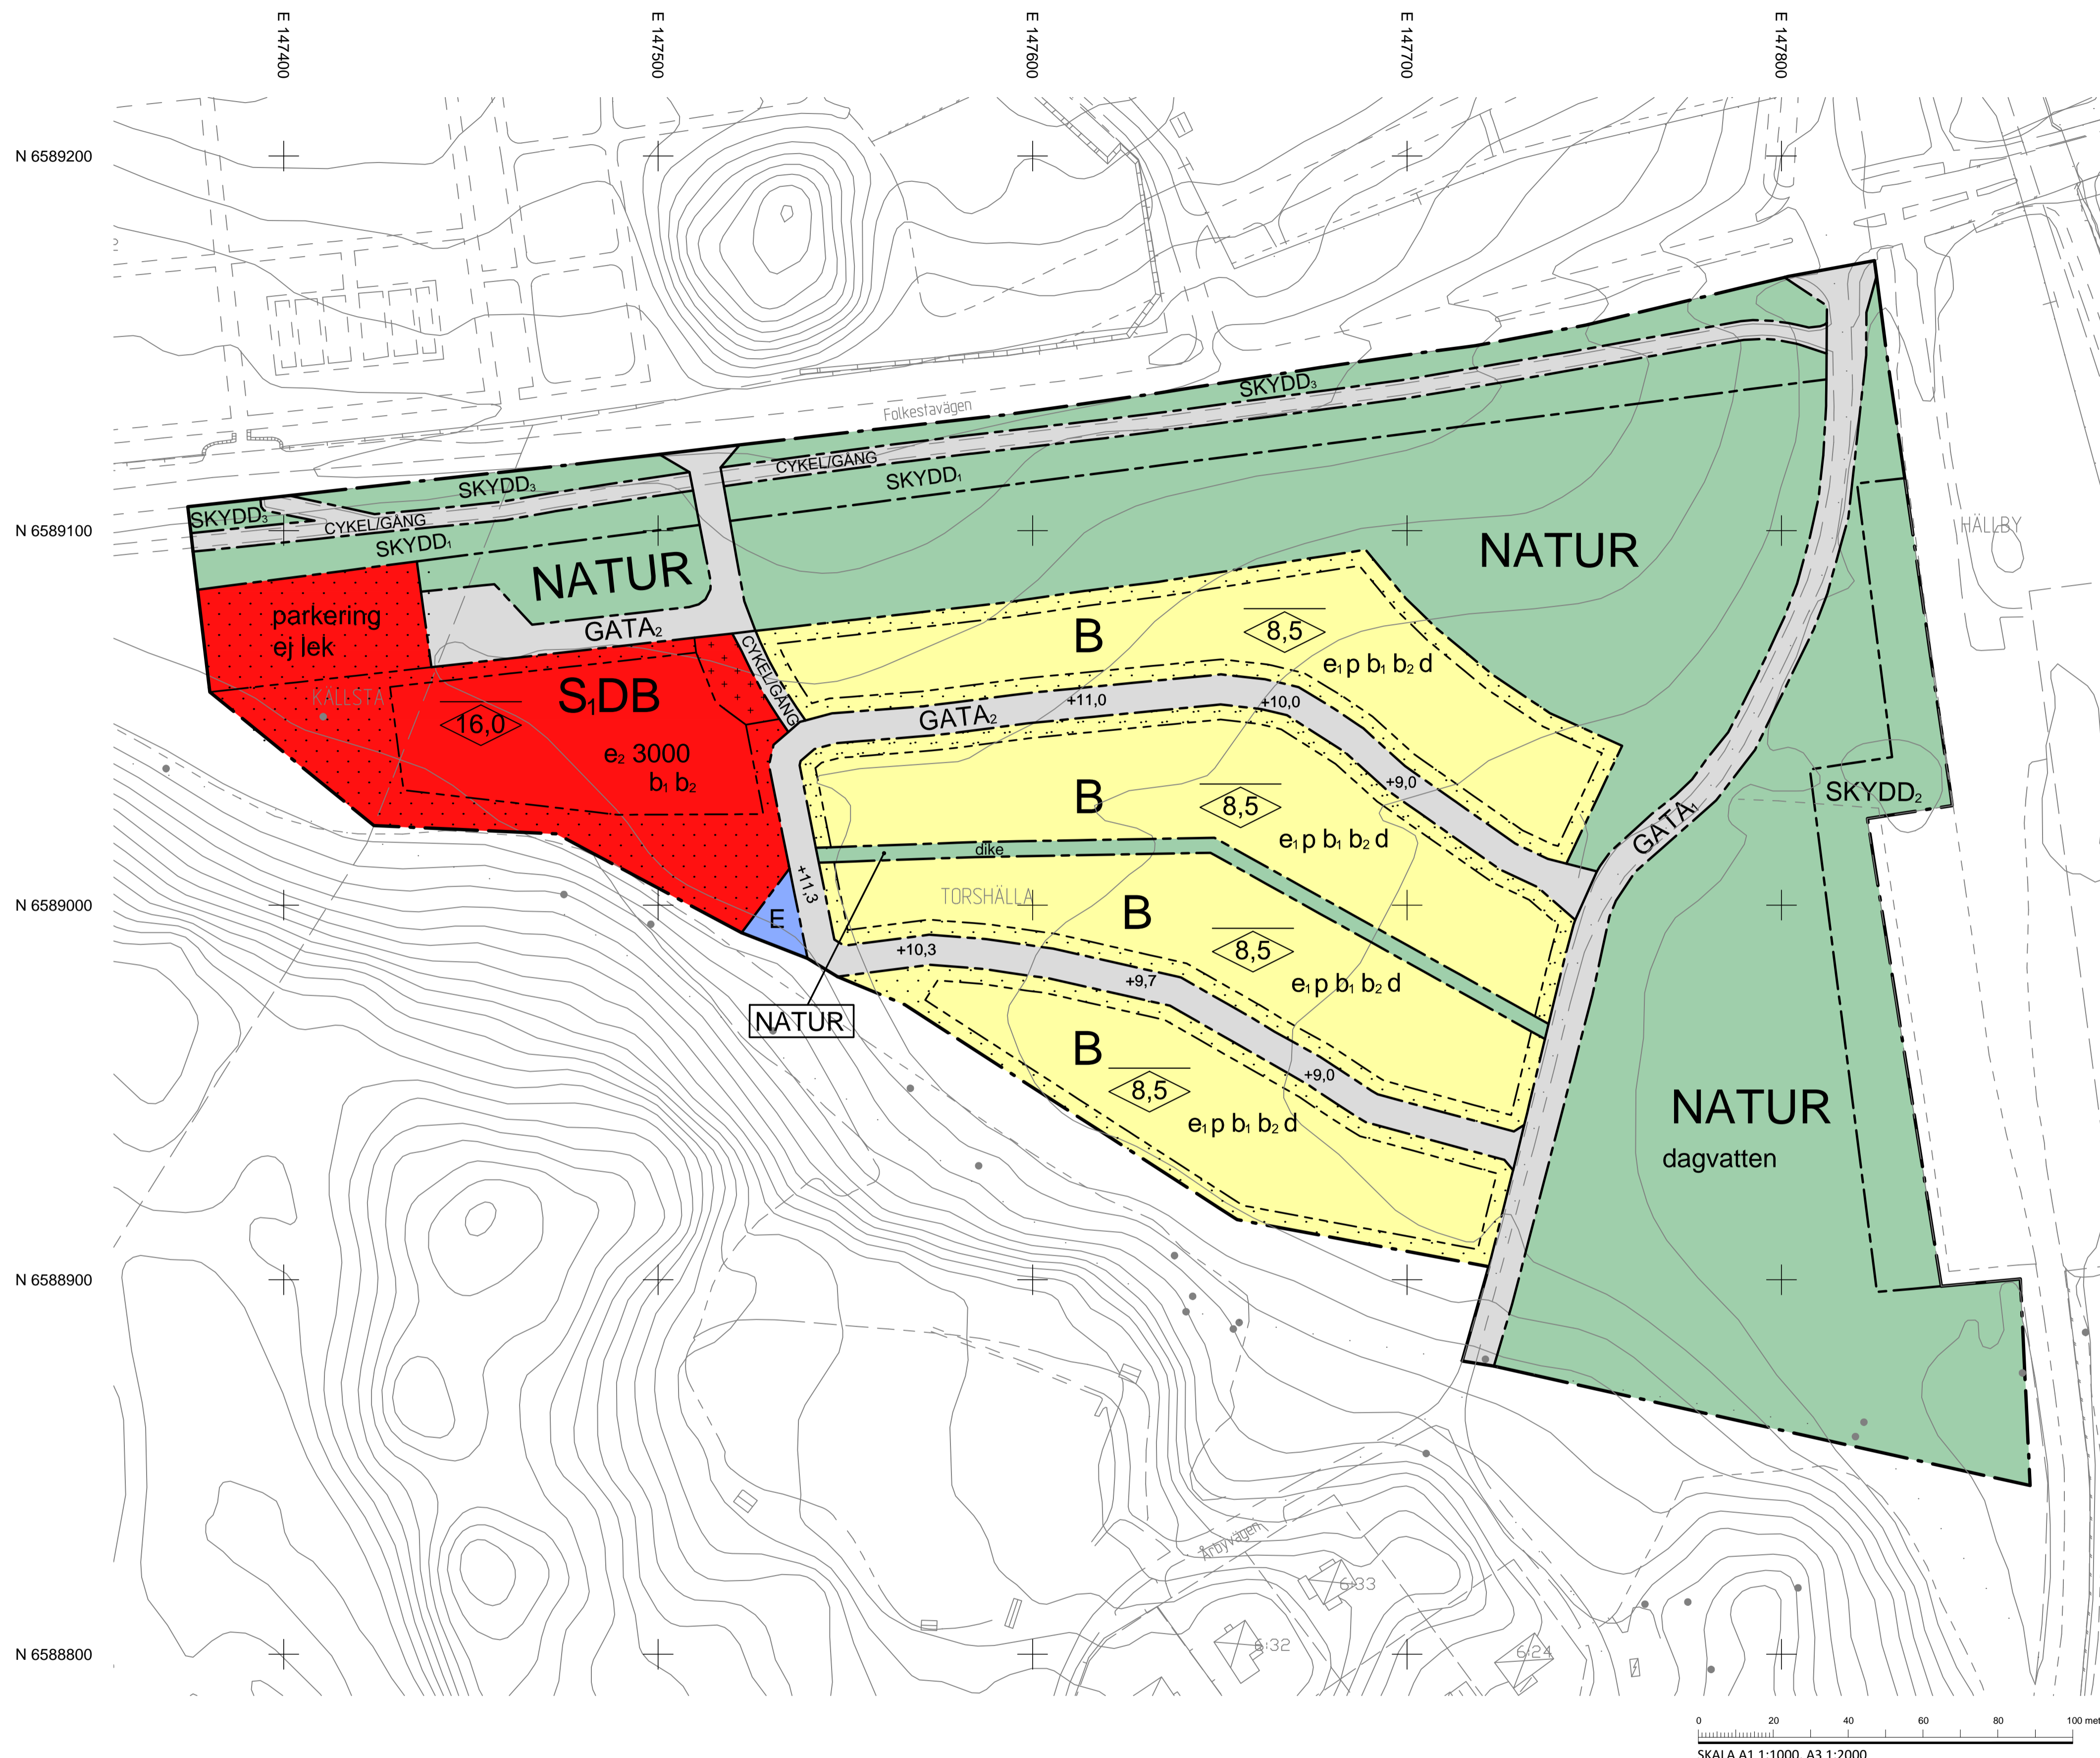 E 147400
E 147500
E 147600
E 147700
E 147800
N 6589200
N 6589100
N 6589000
N 6588900
N 6588800
Folkestavägen
SKYDD₃
CYKEL/GÅNG
SKYDD₁
SKYDD₃
SKYDD₃
CYKEL/GÅNG
SKYDD₁
NATUR
NATUR
HÄLLBY
parkering
ej lek
GATA₂
CYKEL/GÅNG
B
8,5
e₁ p b₁ b₂ d
KÄLLSTA
S₁DB
16,0
e₂ 3000
b₁ b₂
GATA₂
+11,0
+10,0
+9,0
B
8,5
e₁ p b₁ b₂ d
SKYDD₂
GATA₁
dike
+11,3
TORSHÄLLA
E
B
8,5
e₁ p b₁ b₂ d
+10,3
+9,7
+9,0
NATUR
B
8,5
e₁ p b₁ b₂ d
NATUR
dagvatten
Årbyvägen
6:33
6:32
6:24
0 20 40 60 80 100 met
SKALA A1 1:1000, A3 1:2000